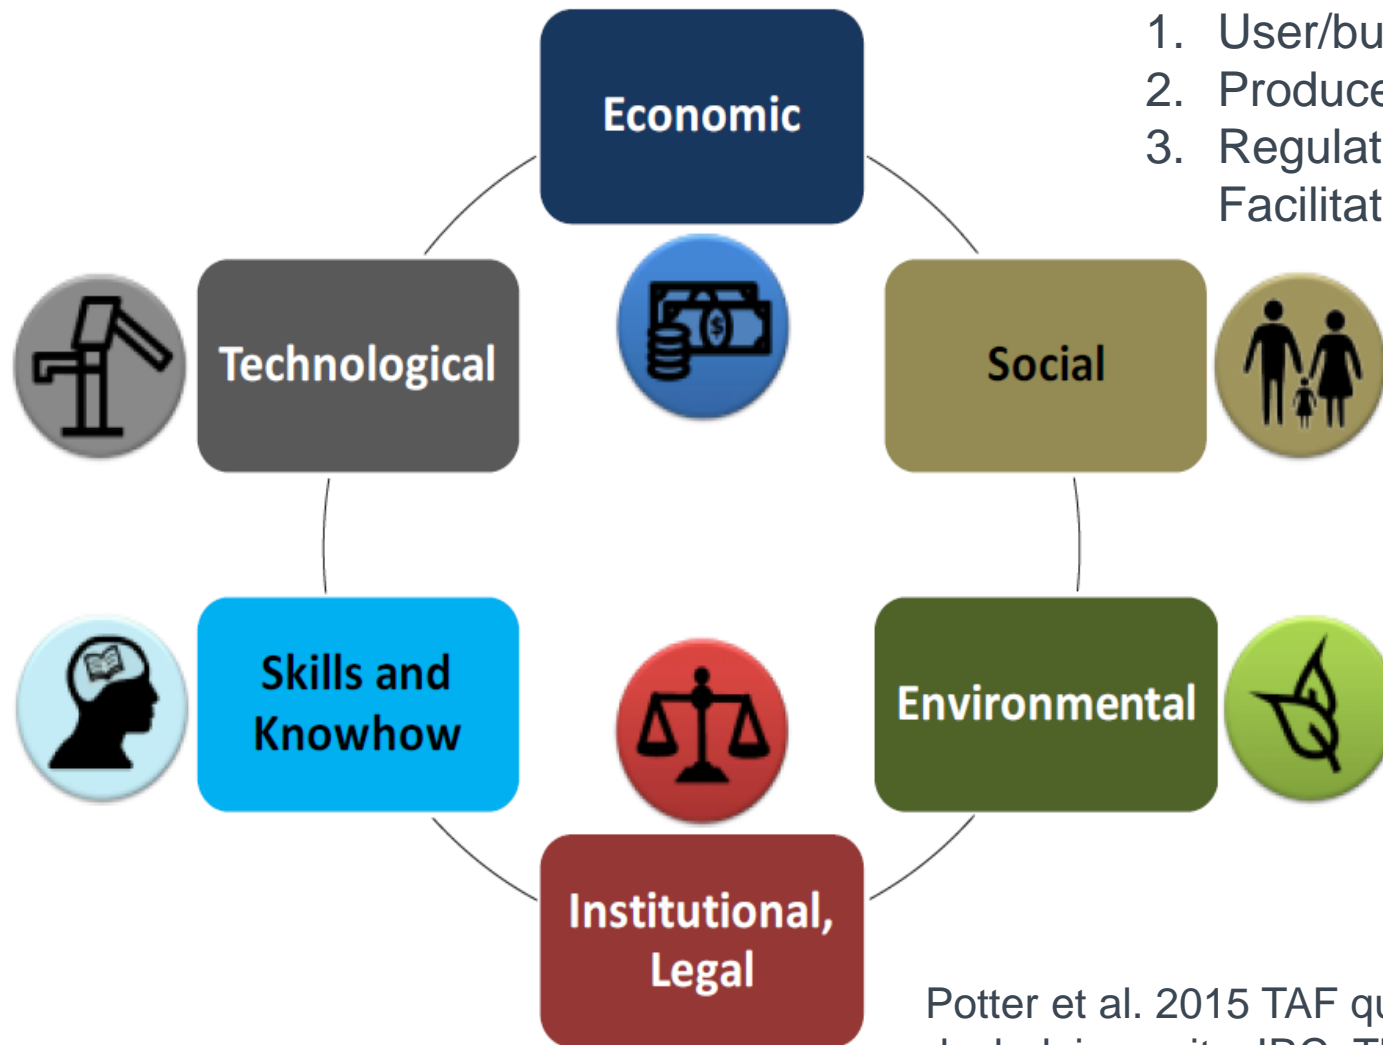 1. User/bu
2. Produce
3. Regulat
Facilitat
Economic
Technological
Social
Skills and
Knowhow
Environmental
Institutional,
Legal
Potter et al. 2015 TAF qu